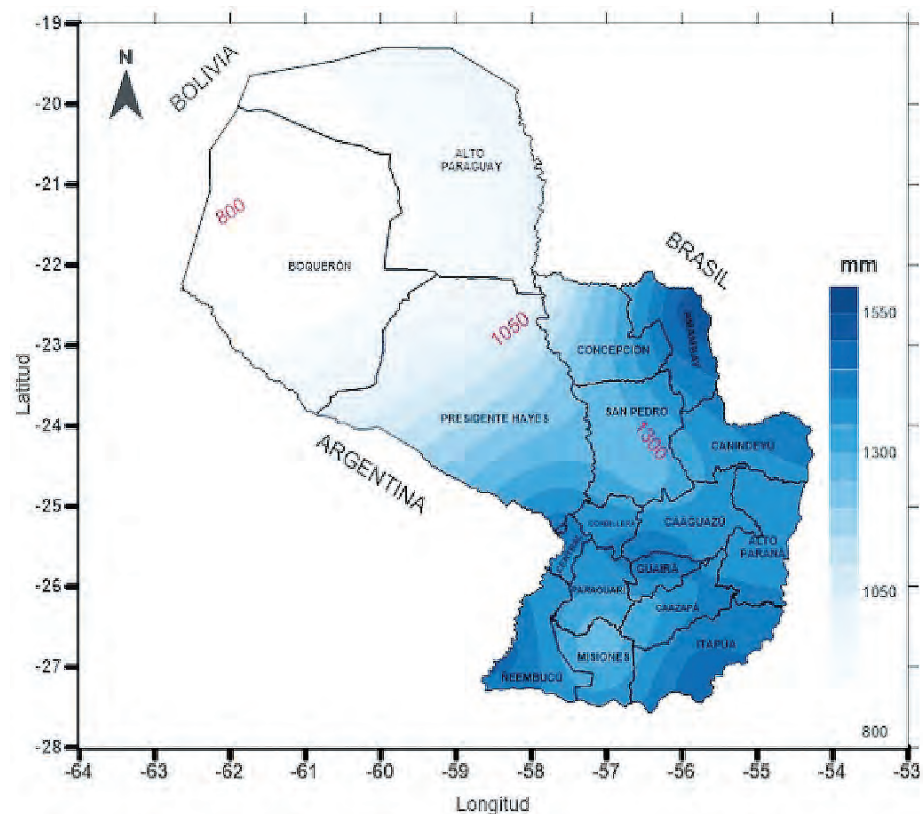 -19
-20
-21
-22
-23
-24
-25
-26
-27
-28
Latitud
N
BOLIVIA
ALTO
PARAGUAY
800
BOQUERÓN
BRASIL
1050
CONCEPCIÓN
AMAMBAY
PRESIDENTE HAYES
SAN PEDRO
1300
CANINDEYÚ
ARGENTINA
CORDILLERA
CAAGUAZÚ
CENTRAL
ALTO
PARANÁ
GUAIRÁ
PARAGUARÍ
CAAZAPÁ
ITAPÚA
MISIONES
ÑEEMBUCÚ
mm
1550
1300
1050
800
-64
-63
-62
-61
-60
-59
-58
-57
-56
-55
-54
-53
Longitud